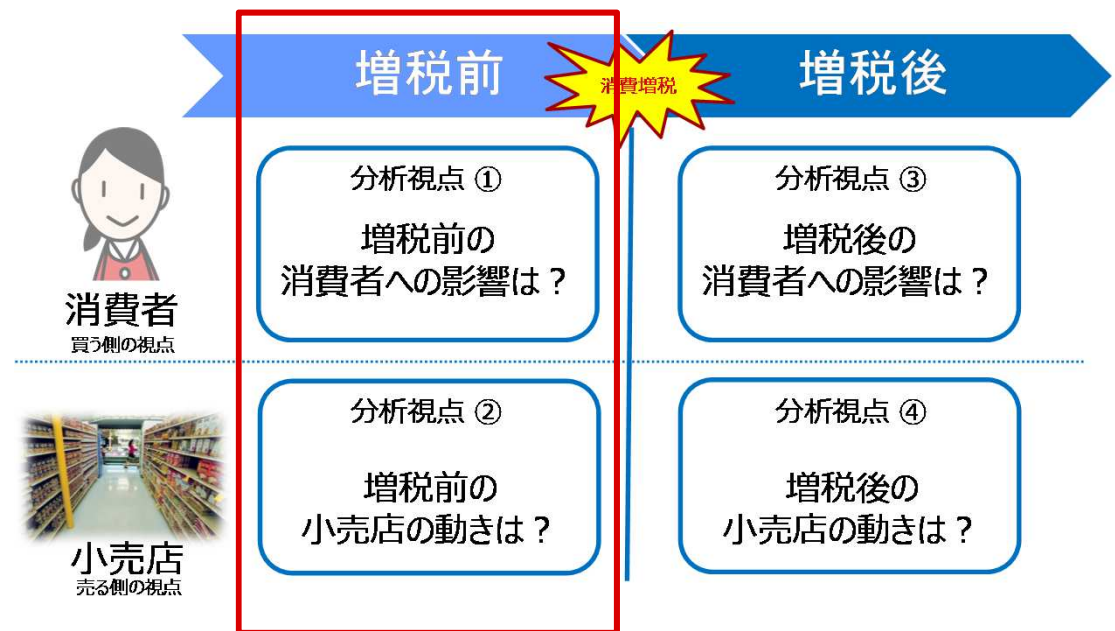 増税前
消費増税
増税後
分析視点 ①
増税前の
消費者への影響は？
分析視点 ③
増税後の
消費者への影響は？
消費者
買う側の視点
分析視点 ②
増税前の
小売店の動きは？
分析視点 ④
増税後の
小売店の動きは？
小売店
売る側の視点